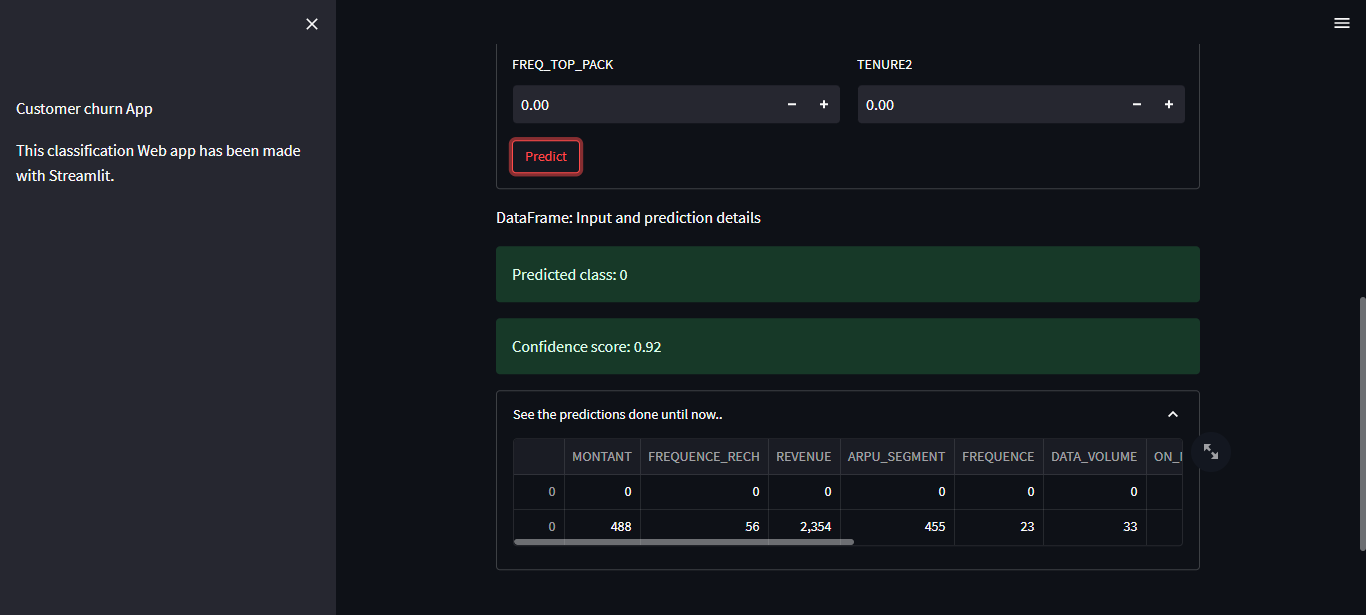 Customer churn App
This classification Web app has been made
with Streamlit.
FREQ_TOP_PACK TENURE2
0.00 − + 0.00 − +
Predict
DataFrame: Input and prediction details
Predicted class: 0
Confidence score: 0.92
See the predictions done until now..
MONTANT FREQUENCE_RECH REVENUE ARPU_SEGMENT FREQUENCE DATA_VOLUME
0 0 0 0 0 0 0
0 488 56 2,354 455 23 33